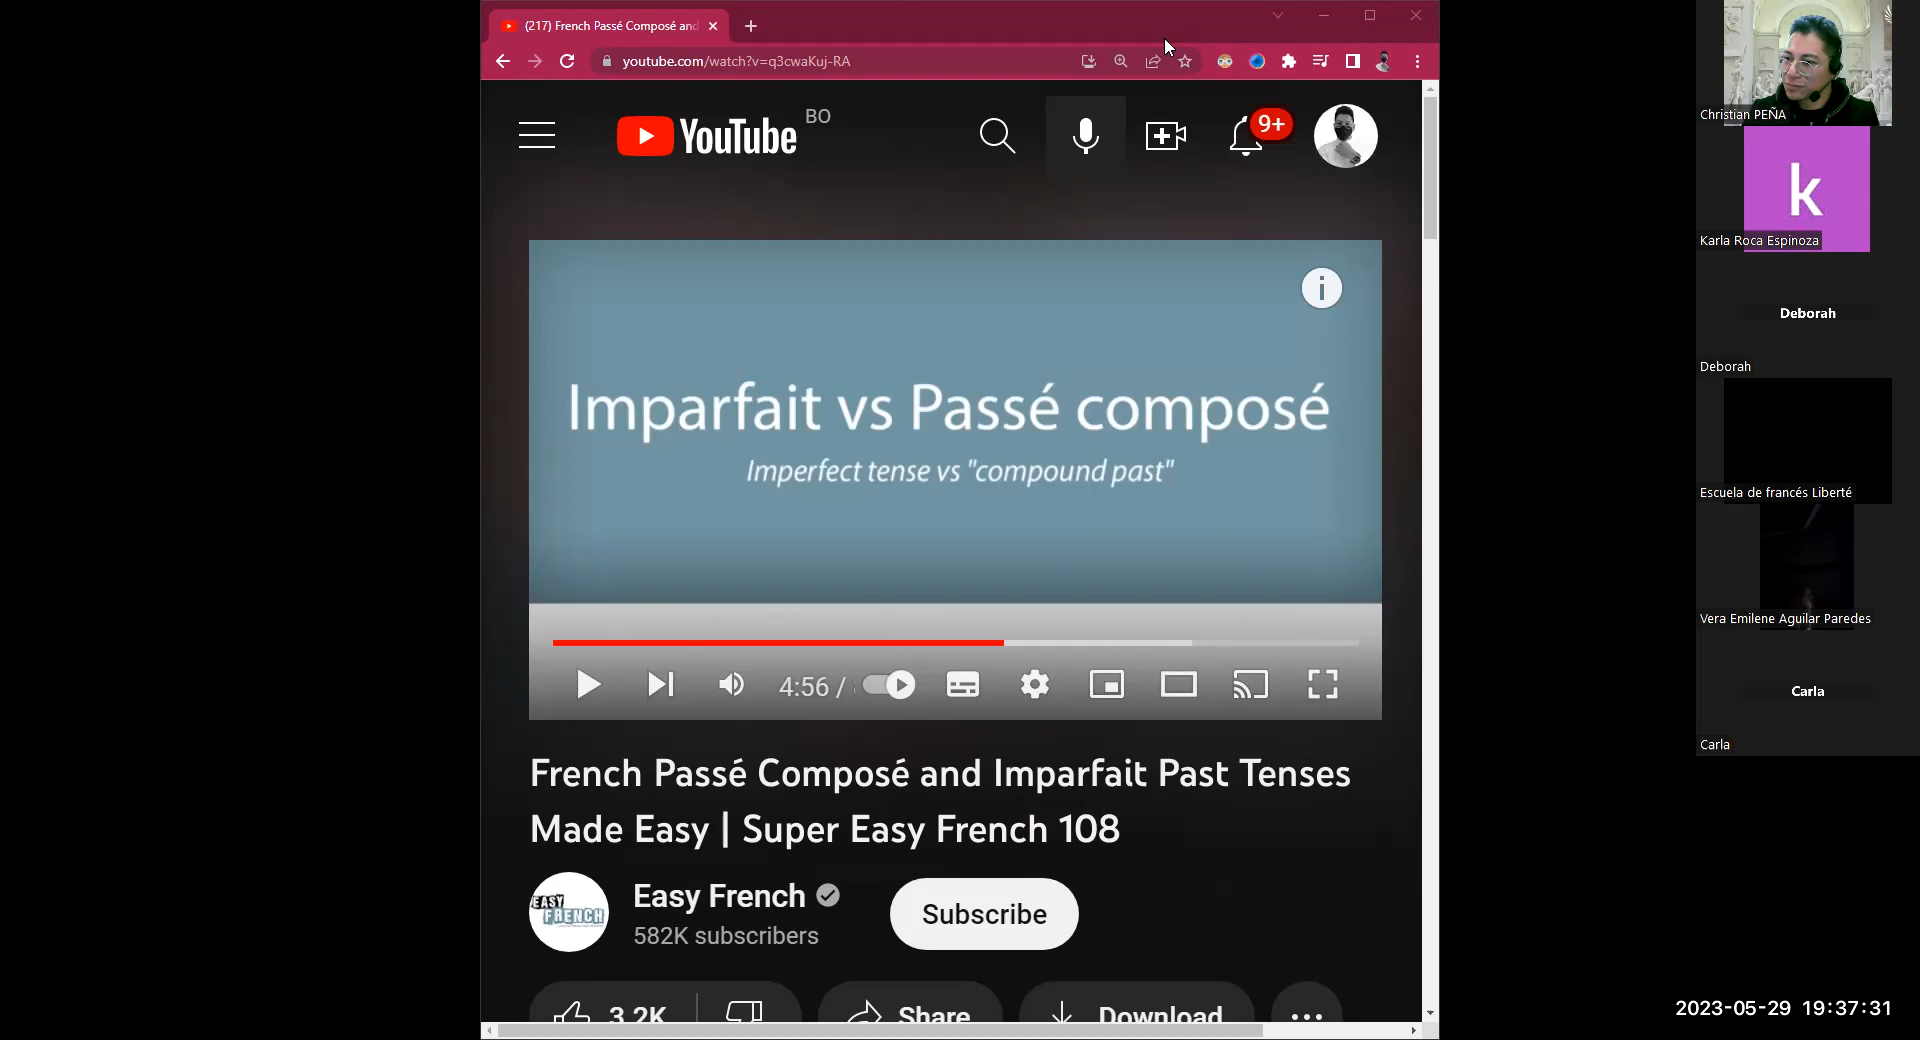 (217) French Passé Composé and
youtube.com/watch?v=q3cwaKuj-RA
YouTube BO
9+
i
Imparfait vs Passé composé
Imperfect tense vs "compound past"
4:56 /
French Passé Composé and Imparfait Past Tenses
Made Easy | Super Easy French 108
EASY
FRENCH
Easy French
582K subscribers
Subscribe
3.2K
Share
Download
Christian PEÑA
k
Karla Roca Espinoza
Deborah
Deborah
Escuela de francés Liberté
Vera Emilene Aguilar Paredes
Carla
Carla
2023-05-29 19:37:31